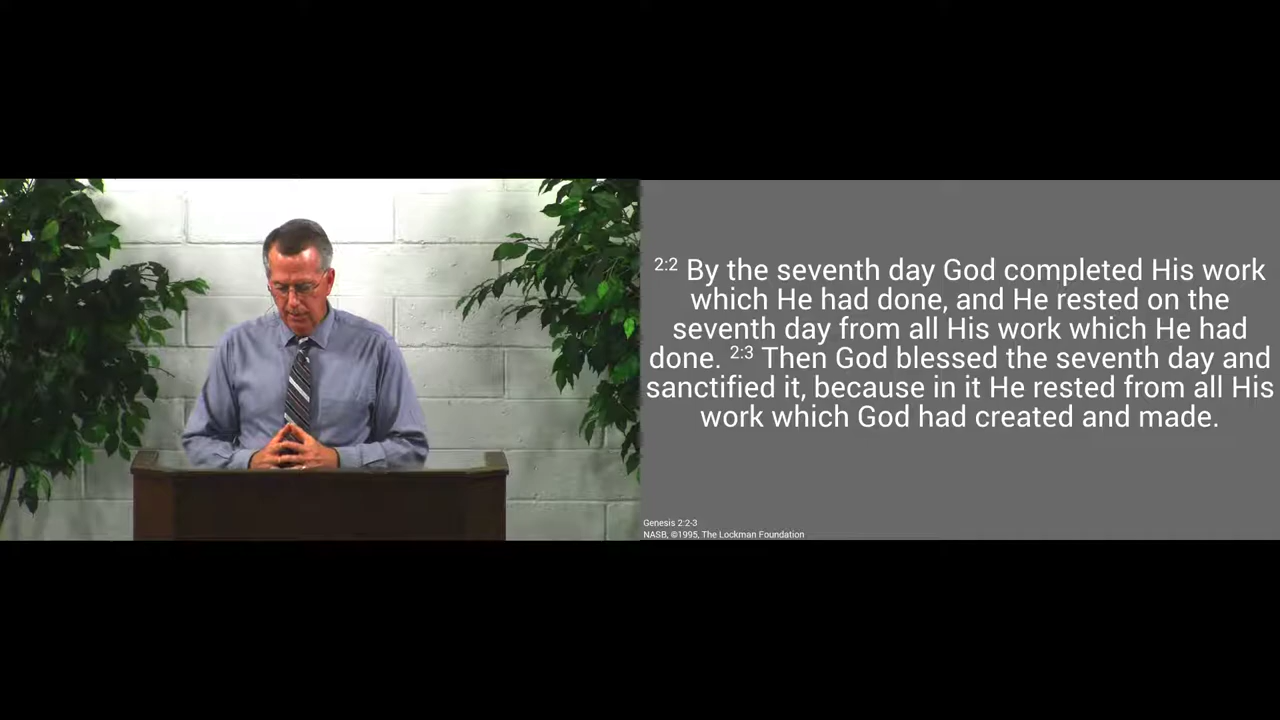 2:2 By the seventh day God completed His work
which He had done, and He rested on the
seventh day from all His work which He had
done. 2:3 Then God blessed the seventh day and
sanctified it, because in it He rested from all His
work which God had created and made.
Genesis 2:2-3
NASB, ©1995, The Lockman Foundation